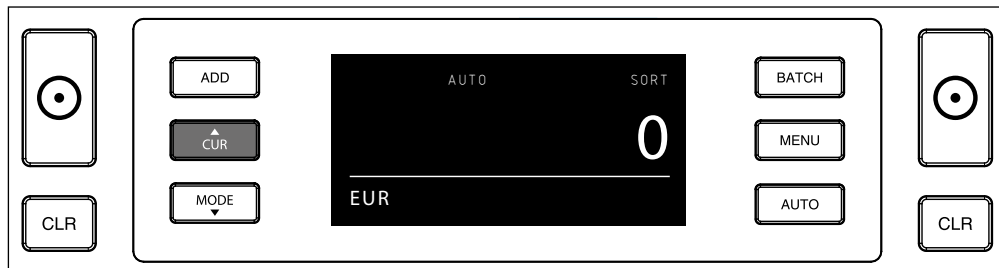 ADD
AUTO SORT
BATCH
CUR
0
MENU
MODE
EUR
AUTO
CLR
CLR